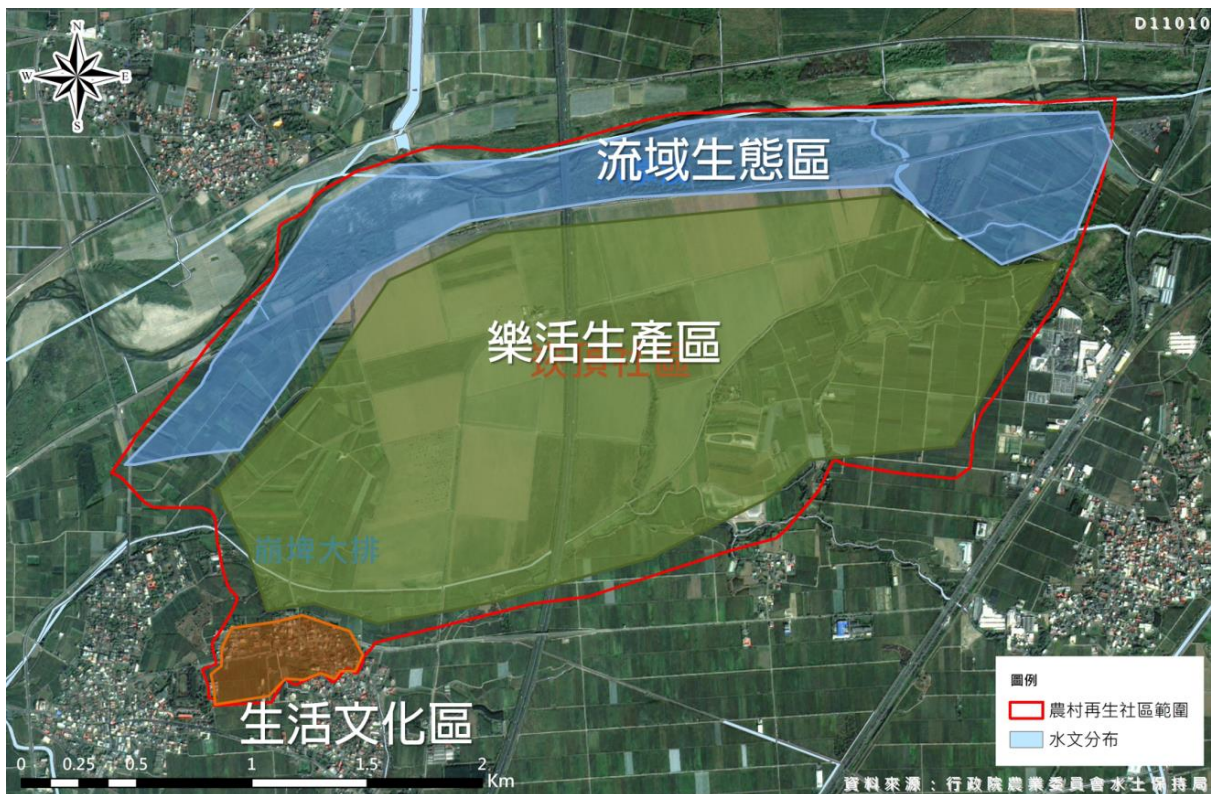 N
W E
S
D11010
流域生態區
樂活生產區
坎頂社區
崩埤大排
生活文化區
0 0.25 0.5 1 1.5 2
Km
圖例
農村再生社區範圍
水文分布
資料來源：行政院農業委員會水土保持局